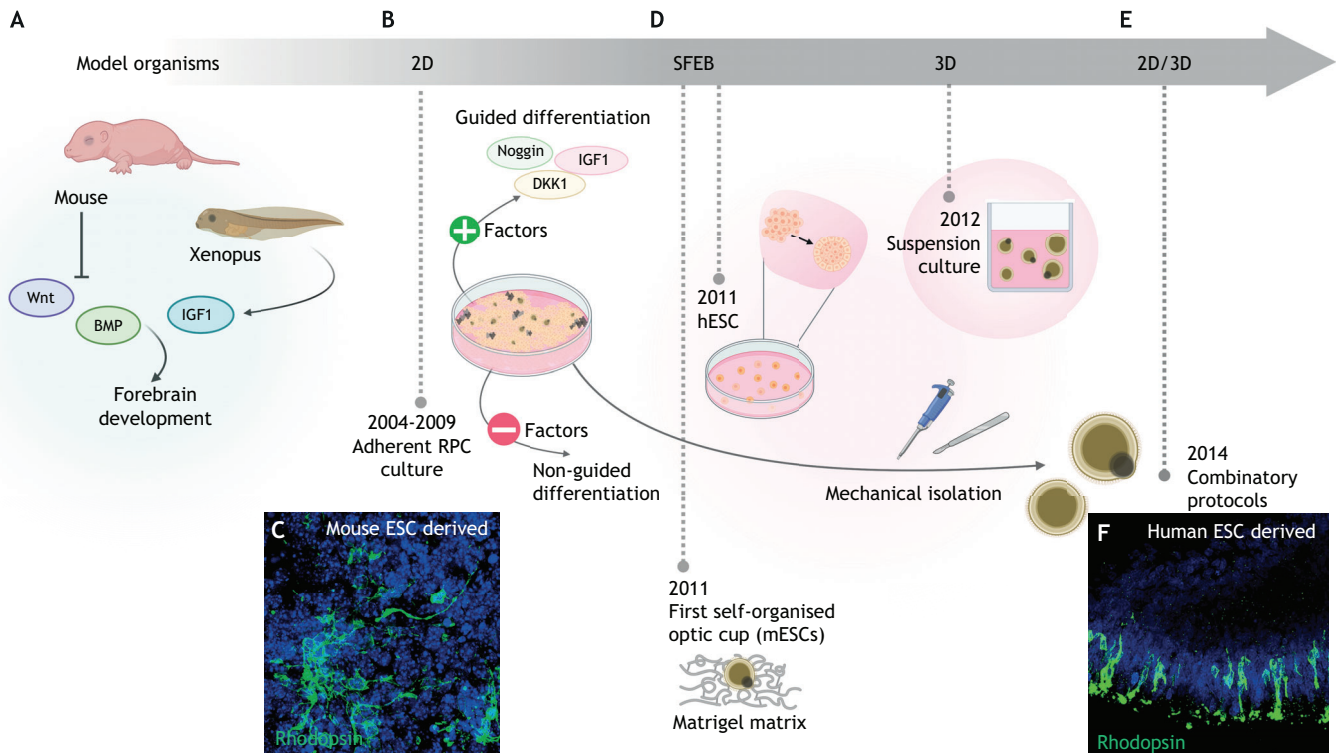 A
B
D
E
Model organisms
2D
SFEB
3D
2D/3D
Mouse
Xenopus
Wnt
BMP
IGF1
Forebrain
development
Guided differentiation
Noggin
IGF1
DKK1
Factors
2004-2009
Adherent RPC
culture
Factors
Non-guided
differentiation
2011
hESC
2012
Suspension
culture
Mechanical isolation
2014
Combinatory
protocols
2011
First self-organised
optic cup (mESCs)
Matrigel matrix
C
Mouse ESC derived
Rhodopsin
F
Human ESC derived
Rhodopsin